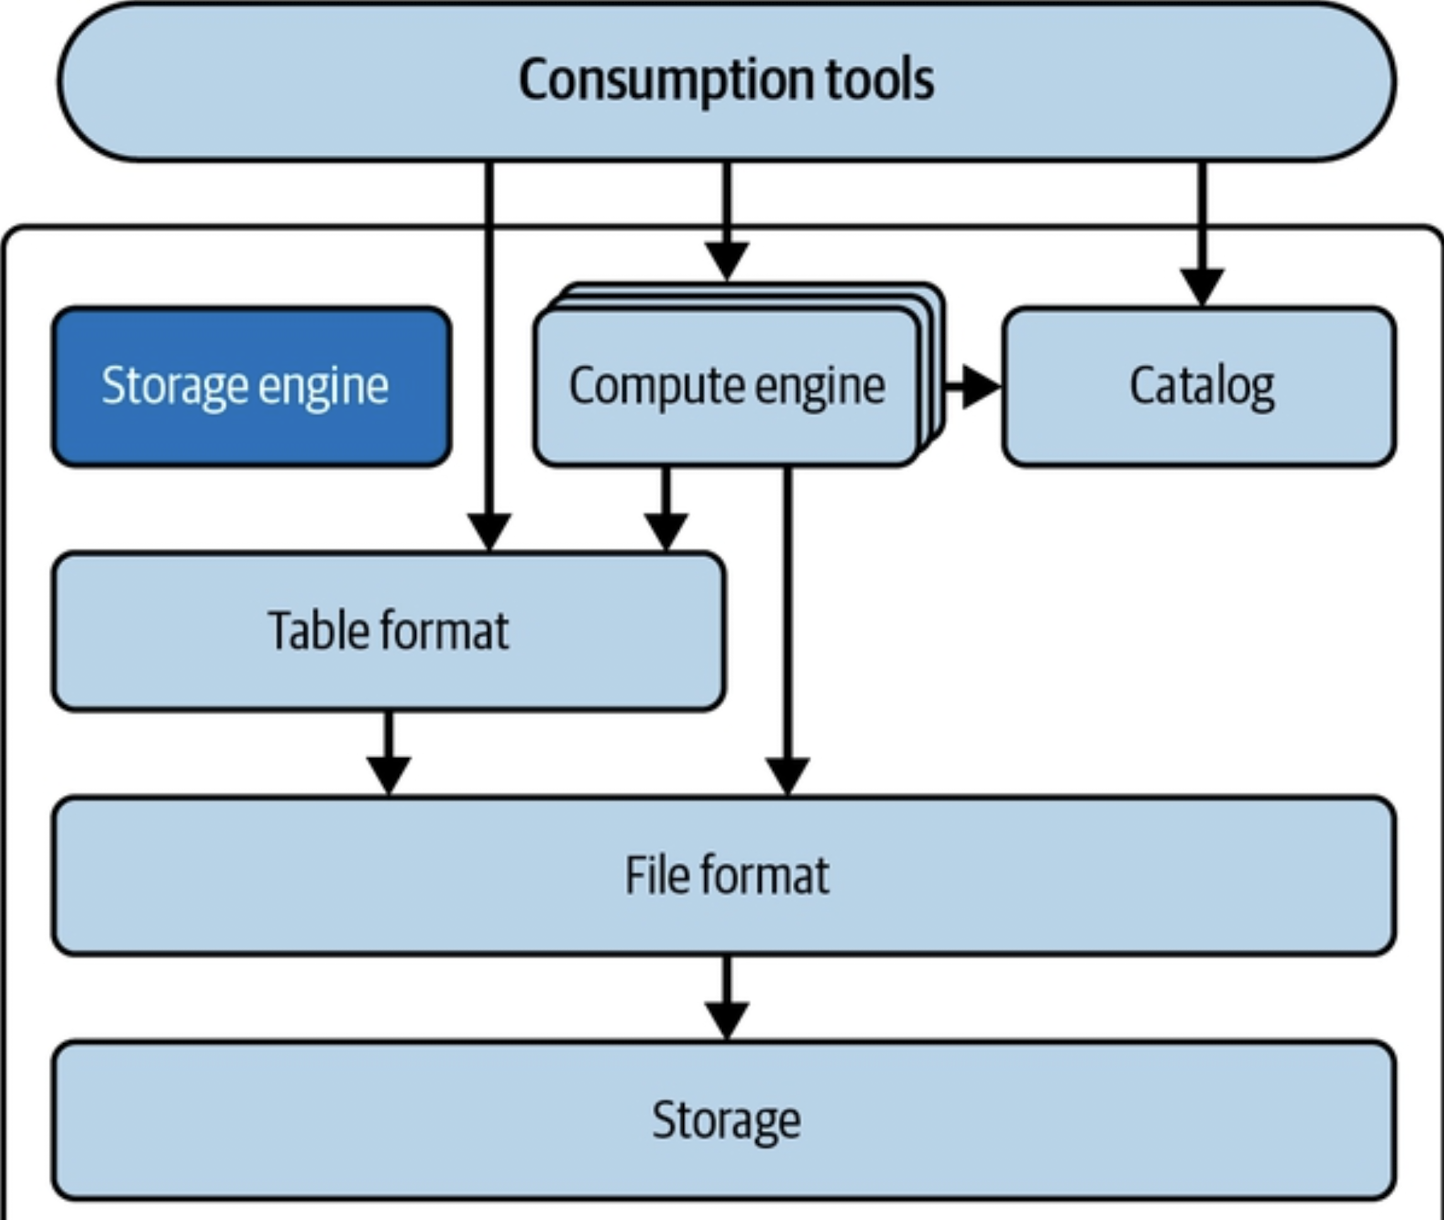 Consumption tools
Storage engine
Compute engine
Catalog
Table format
File format
Storage